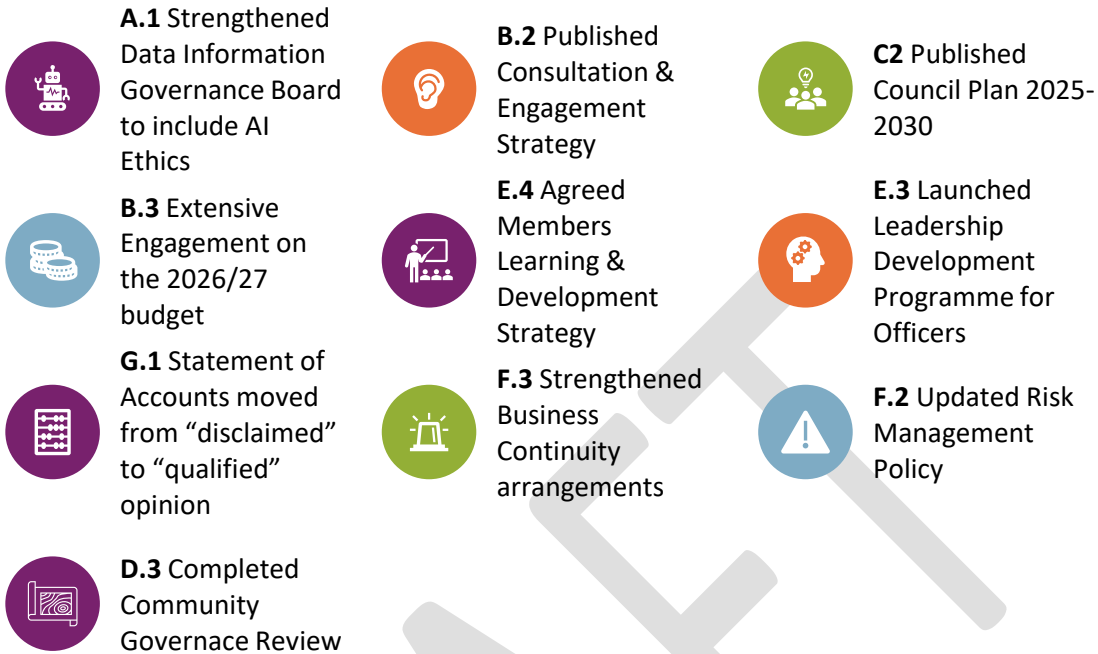 A.1 Strengthened
Data Information
Governance Board
to include AI
Ethics
B.2 Published
Consultation &
Engagement
Strategy
C2 Published
Council Plan 2025-
2030
B.3 Extensive
Engagement on
the 2026/27
budget
E.4 Agreed
Members
Learning &
Development
Strategy
E.3 Launched
Leadership
Development
Programme for
Officers
G.1 Statement of
Accounts moved
from “disclaimed”
to “qualified”
opinion
F.3 Strengthened
Business
Continuity
arrangements
F.2 Updated Risk
Management
Policy
D.3 Completed
Community
Governace Review